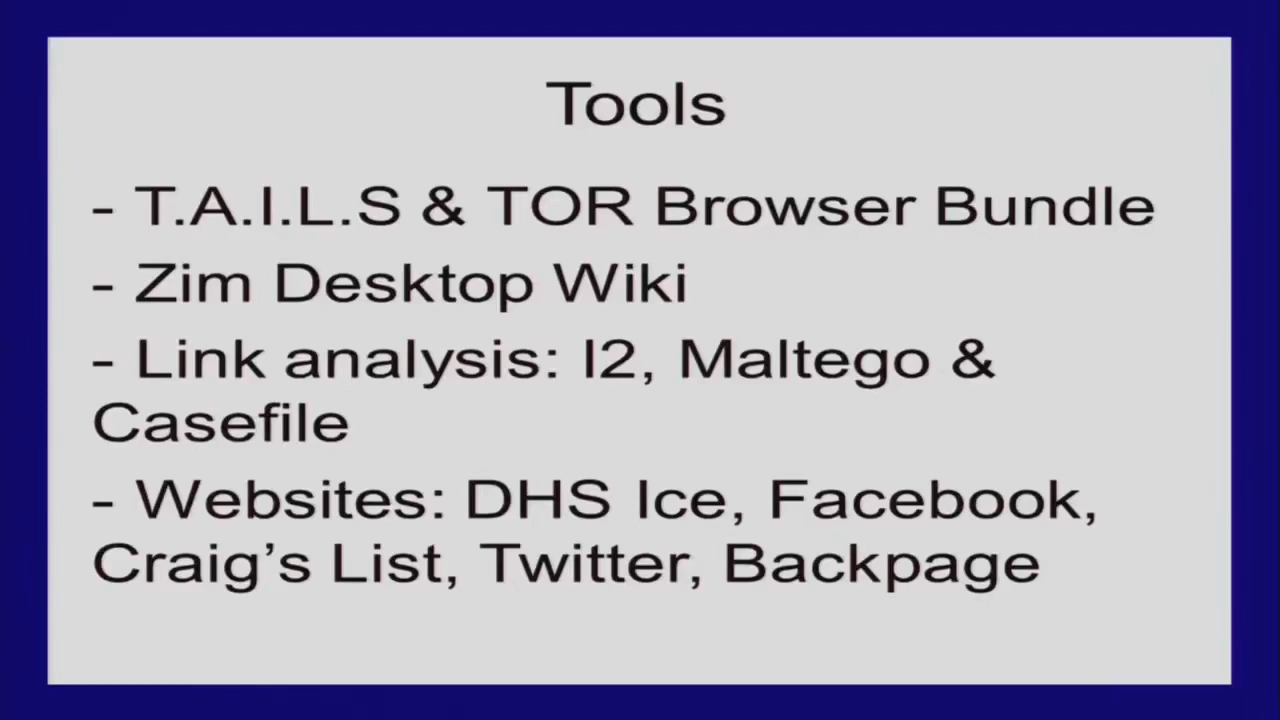 Tools
- T.A.I.L.S & TOR Browser Bundle
- Zim Desktop Wiki
- Link analysis: I2, Maltego &
Casefile
- Websites: DHS Ice, Facebook,
Craig’s List, Twitter, Backpage